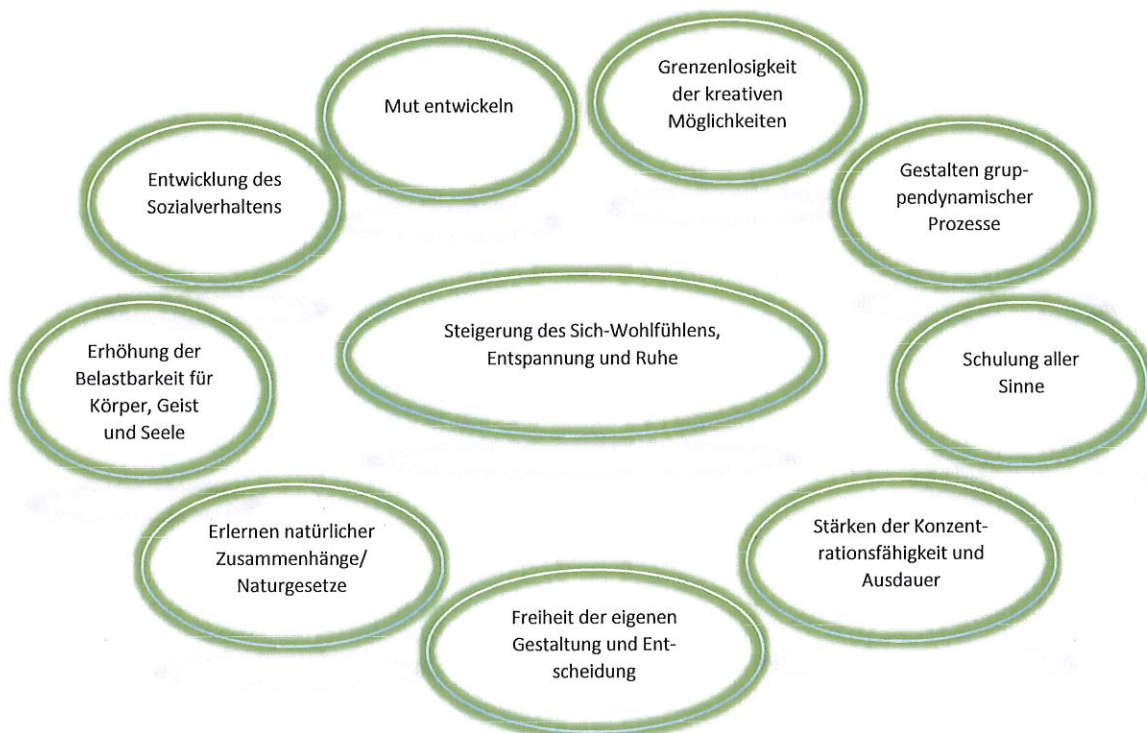 Mut entwickeln
Grenzenlosigkeit
der kreativen
Möglichkeiten
Entwicklung des
Sozialverhaltens
Gestalten grup-
pendynamischer
Prozesse
Steigerung des Sich-Wohlfühlens,
Entspannung und Ruhe
Erhöhung der
Belastbarkeit für
Körper, Geist
und Seele
Schulung aller
Sinne
Erlernen natürlicher
Zusammenhänge/
Naturgesetze
Stärken der Konzent-
rationsfähigkeit und
Ausdauer
Freiheit der eigenen
Gestaltung und Ent-
scheidung